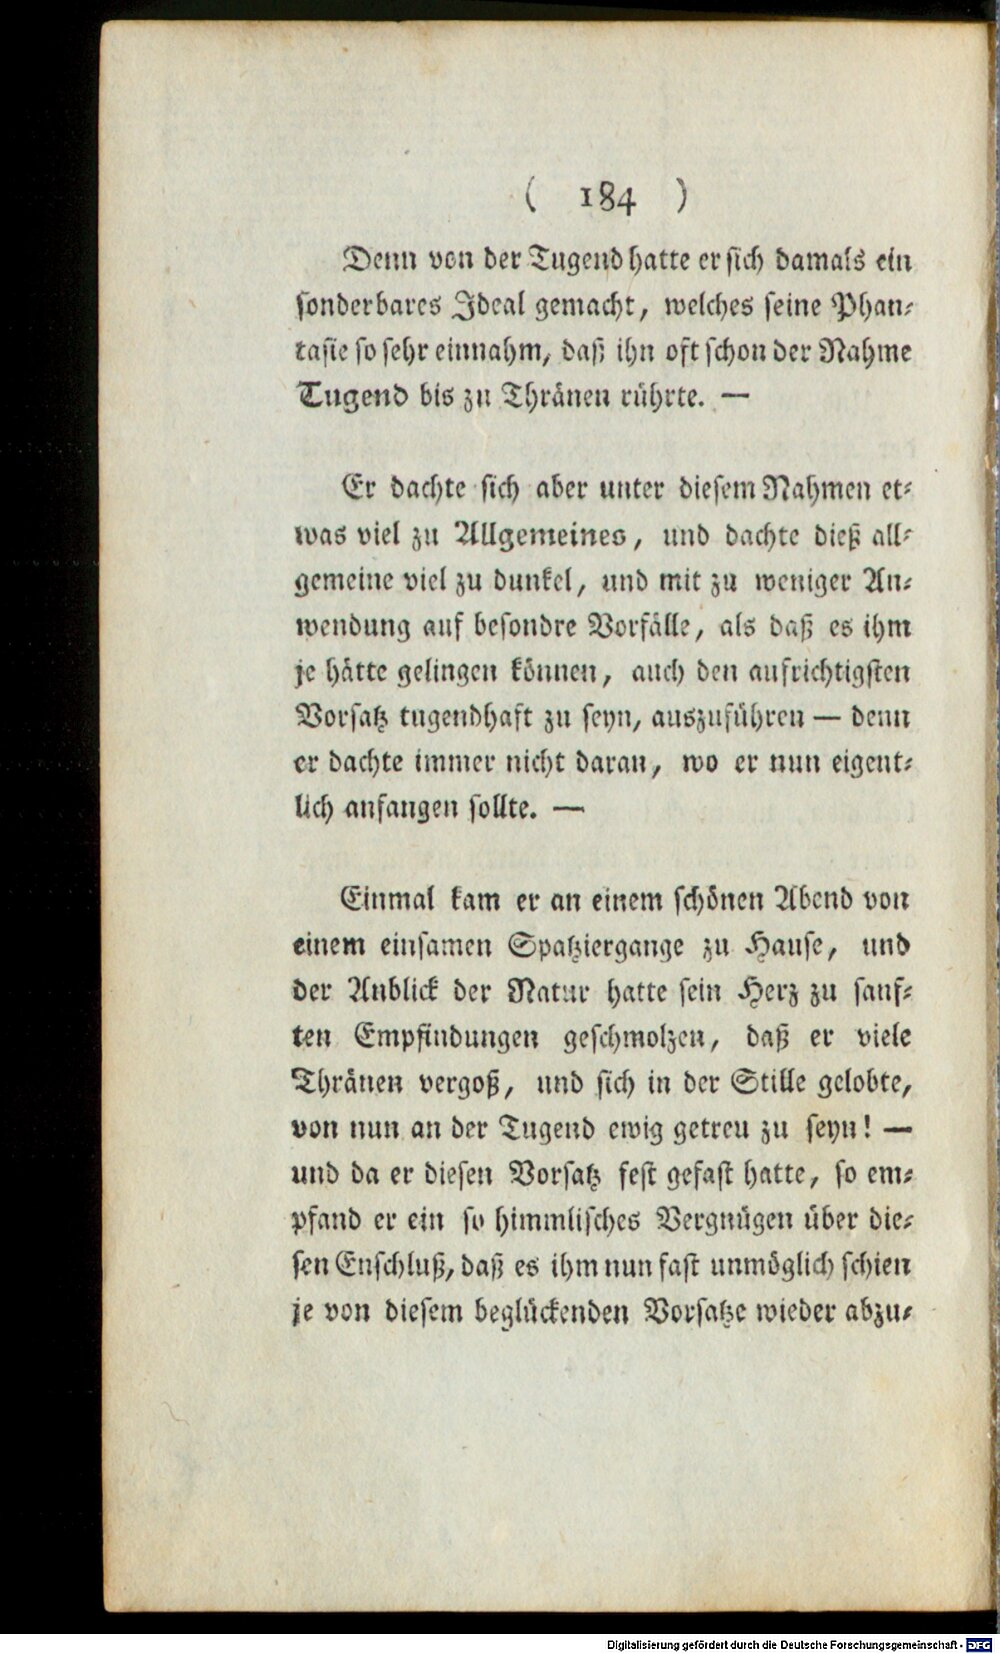 ( 184 )
Denn von der Tugend hatte er sich damals ein
sonderbares Ideal gemacht, welches seine Phan-
tasie so sehr einnahm, daß ihn oft schon der Nahme
Tugend bis zu Thränen rührte. —
Er dachte sich aber unter diesem Nahmen et-
was viel zu Allgemeines, und dachte dieß all-
gemeine viel zu dunkel, und mit zu weniger An-
wendung auf besondre Vorfälle, als daß es ihm
je hätte gelingen können, auch den aufrichtigsten
Vorsatz tugendhaft zu seyn, auszuführen — denn
er dachte immer nicht daran, wo er nun eigent-
lich anfangen sollte. —
Einmal kam er an einem schönen Abend von
einem einsamen Spatziergange zu Hause, und
der Anblick der Natur hatte sein Herz zu sanf-
ten Empfindungen geschmolzen, daß er viele
Thränen vergoß, und sich in der Stille gelobte,
von nun an der Tugend ewig getreu zu seyn! —
und da er diesen Vorsatz fest gefast hatte, so em-
pfand er ein so himmlisches Vergnügen über die-
sen Enschluß, daß es ihm nun fast unmöglich schien
je von diesem beglückenden Vorsatze wieder abzu-
Digitalisierung gefördert durch die Deutsche Forschungsgemeinschaft - DFG